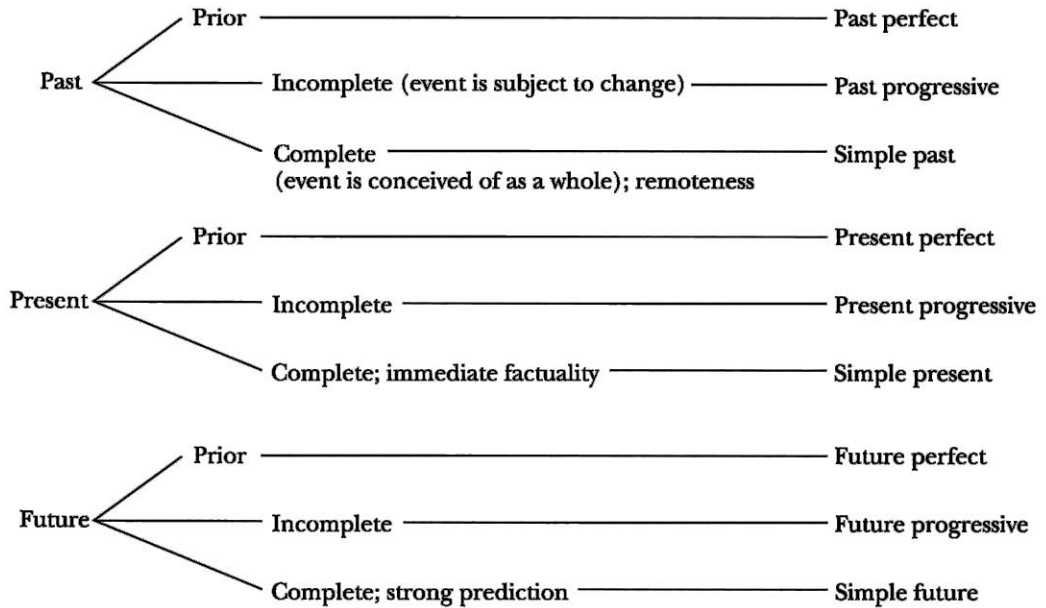 Prior Past perfect
Past Incomplete (event is subject to change) Past progressive
Complete Simple past
(event is conceived of as a whole); remoteness
Prior Present perfect
Present Incomplete Present progressive
Complete; immediate factuality Simple present
Prior Future perfect
Future Incomplete Future progressive
Complete; strong prediction Simple future